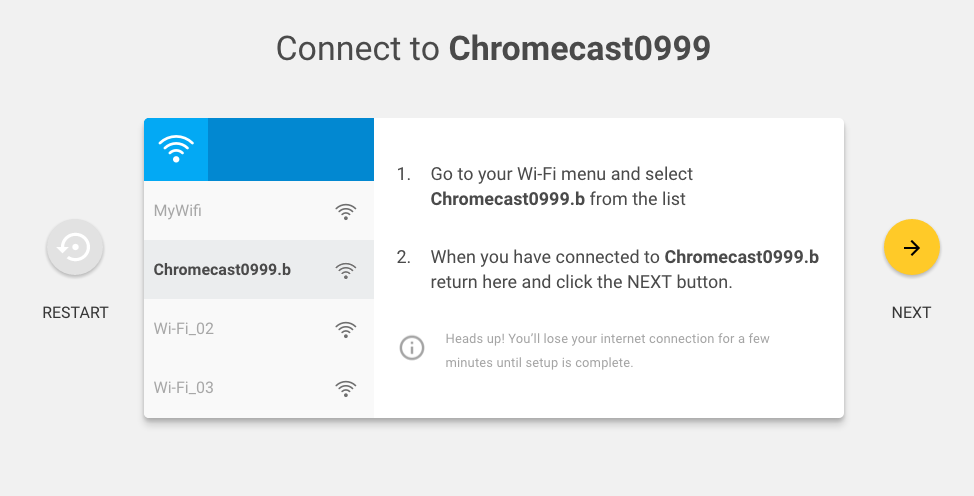 Connect to Chromecast0999
MyWifi
Chromecast0999.b
Wi-Fi_02
Wi-Fi_03
1. Go to your Wi-Fi menu and select
Chromecast0999.b from the list
2. When you have connected to Chromecast0999.b
return here and click the NEXT button.
Heads up! You’ll lose your internet connection for a few
minutes until setup is complete.
RESTART
NEXT